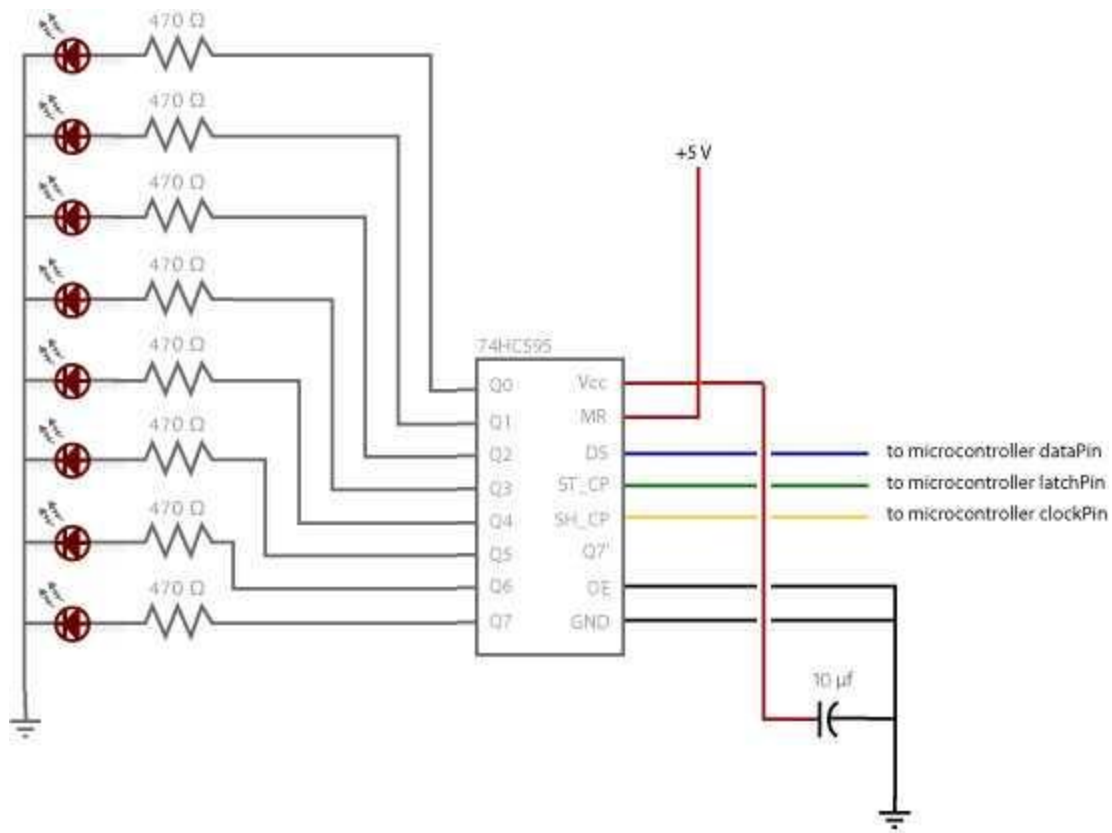 470 Ω
470 Ω
470 Ω
470 Ω
470 Ω
470 Ω
470 Ω
470 Ω
+5 V
74HC595
Q0
Q1
Q2
Q3
Q4
Q5
Q6
Q7
Vcc
MR
DS
ST_CP
SH_CP
Q7'
OE
GND
to microcontroller dataPin
to microcontroller latchPin
to microcontroller clockPin
10 µf